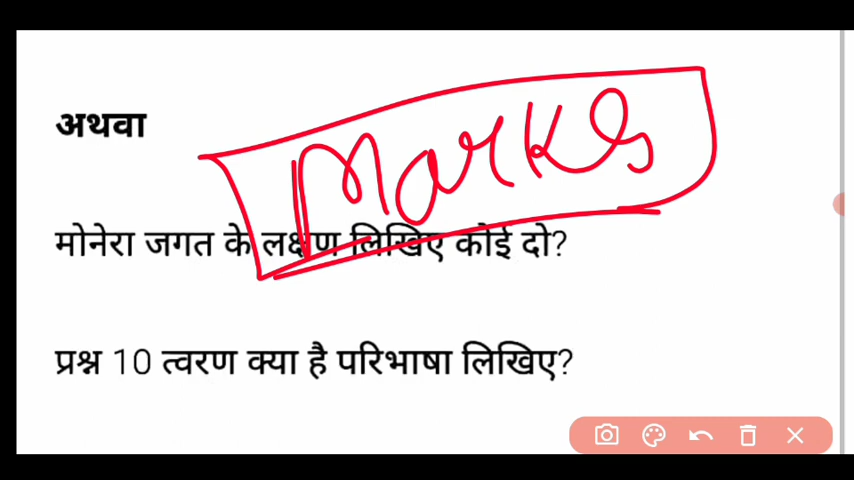 अथवा
Marks
मोनेरा जगत के लक्षण लिखिए कोई दो?
प्रश्न 10 त्वरण क्या है परिभाषा लिखिए?